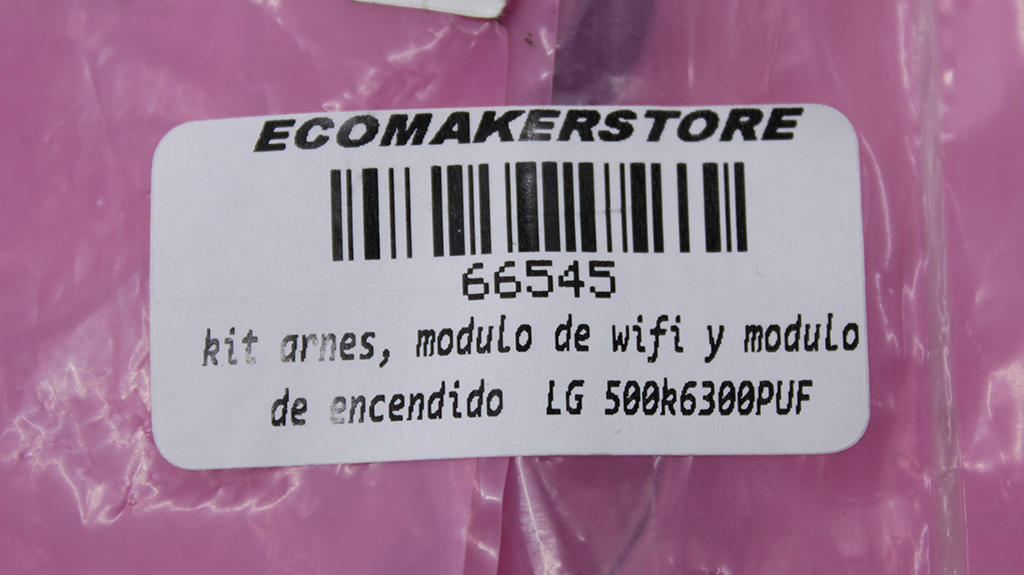 ECOMAKERSTORE
66545
kit arnes, modulo de wifi y modulo
de encendido LG 500k6300PUF